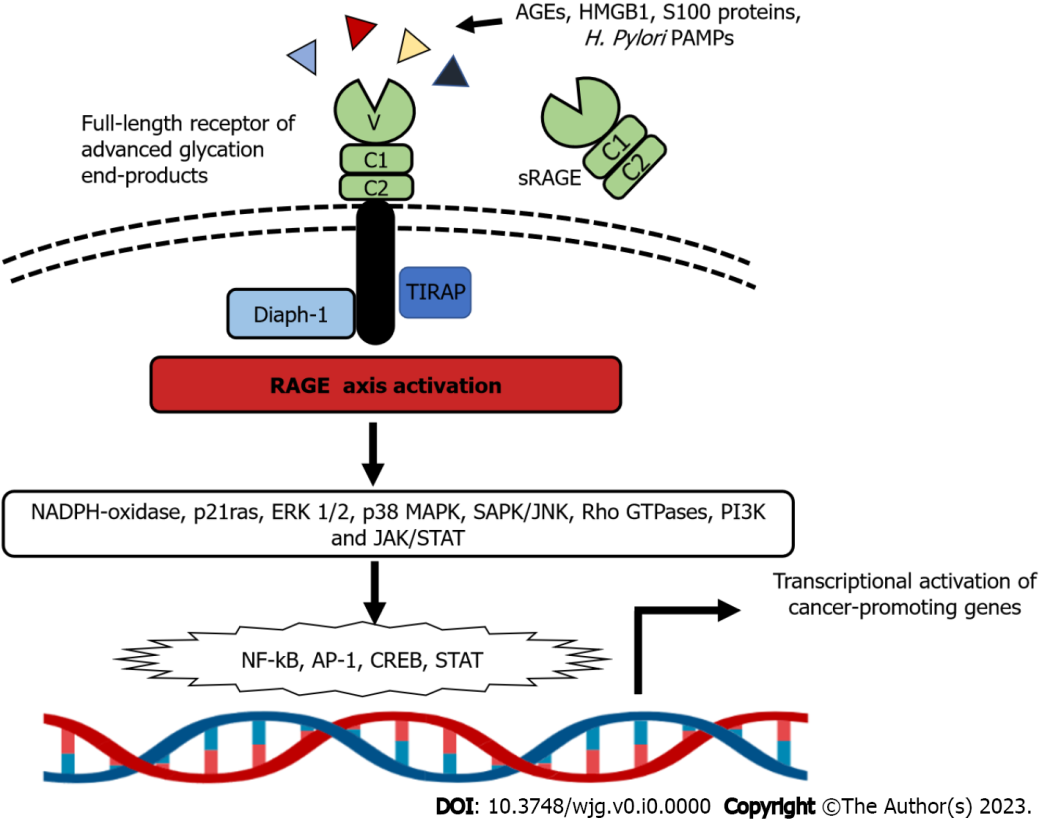 AGEs, HMGB1, S100 proteins,
H. Pylori PAMPs
Full-length receptor of
advanced glycation
end-products
V
C1
C2
C1
C2
sRAGE
TIRAP
Diaph-1
RAGE axis activation
NADPH-oxidase, p21ras, ERK 1/2, p38 MAPK, SAPK/JNK, Rho GTPases, PI3K
and JAK/STAT
Transcriptional activation of
cancer-promoting genes
NF-kB, AP-1, CREB, STAT
DOI: 10.3748/wjg.v0.i0.0000 Copyright ©The Author(s) 2023.